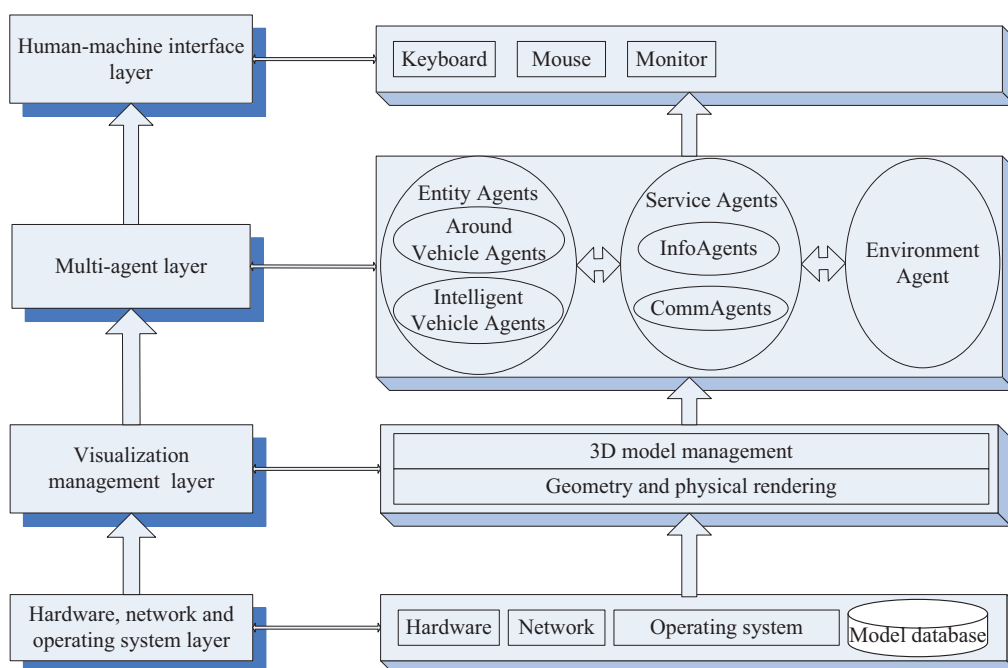 Human-machine interface
layer
Keyboard
Mouse
Monitor
Multi-agent layer
Entity Agents
Around
Vehicle Agents
Intelligent
Vehicle Agents
Service Agents
InfoAgents
CommAgents
Environment
Agent
Visualization
management layer
3D model management
Geometry and physical rendering
Hardware, network and
operating system layer
Hardware
Network
Operating system
Model database